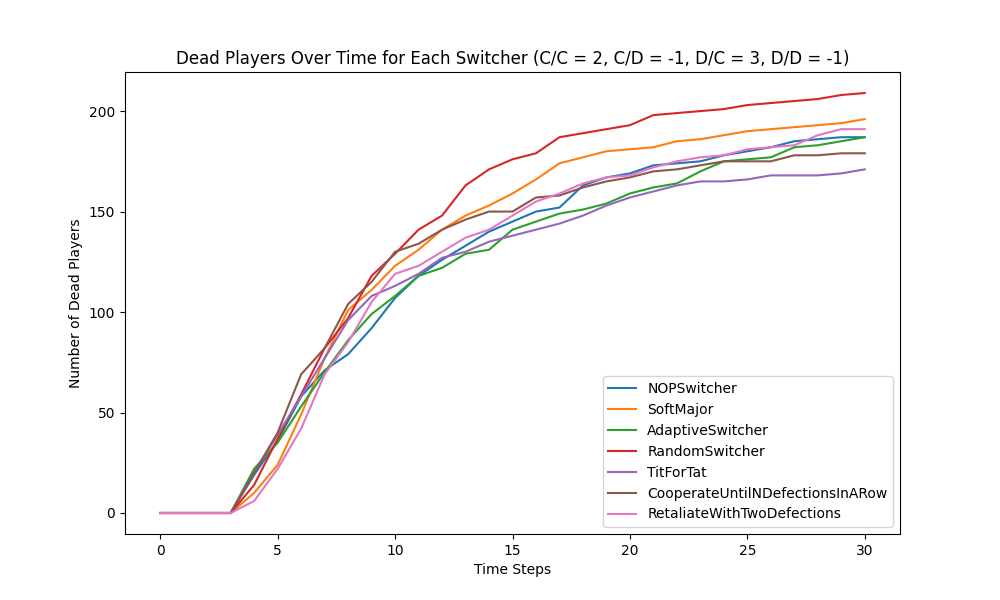 Dead Players Over Time for Each Switcher (C/C = 2, C/D = -1, D/C = 3, D/D = -1)
Number of Dead Players
200
150
100
50
0
0 5 10 15 20 25 30
Time Steps
NOPSwitcher
SoftMajor
AdaptiveSwitcher
RandomSwitcher
TitForTat
CooperateUntilNDefectionsInARow
RetaliateWithTwoDefections